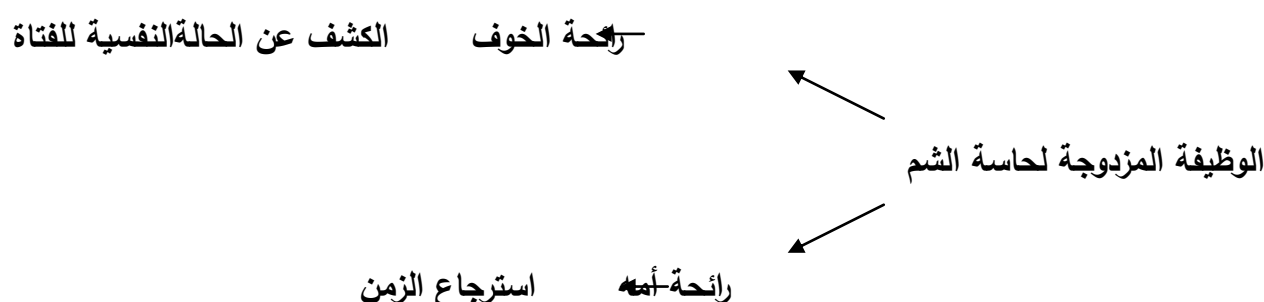 رائحة الخوف الكشف عن الحالةالنفسية للفتاة
الوظيفة المزدوجة لحاسة الشم
رائحة أمه استرجاع الزمن